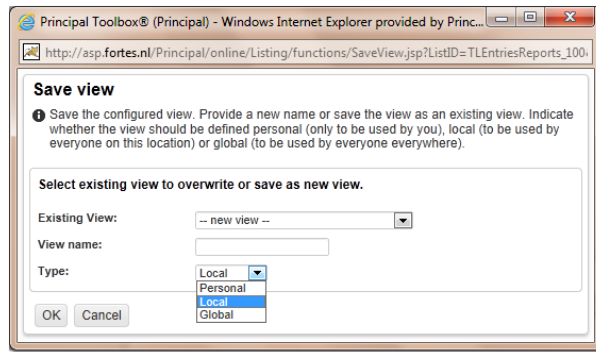 Principal Toolbox® (Principal) - Windows Internet Explorer provided by Princ...
http://asp.fortes.nl/Principal/online/Listing/functions/SaveView.jsp?ListID=TLEntriesReports_100
Save view
Save the configured view. Provide a new name or save the view as an existing view. Indicate
whether the view should be defined personal (only to be used by you), local (to be used by
everyone on this location) or global (to be used by everyone everywhere).
Select existing view to overwrite or save as new view.
Existing View: -- new view --
View name:
Type: Local
Personal
Local
Global
OK Cancel